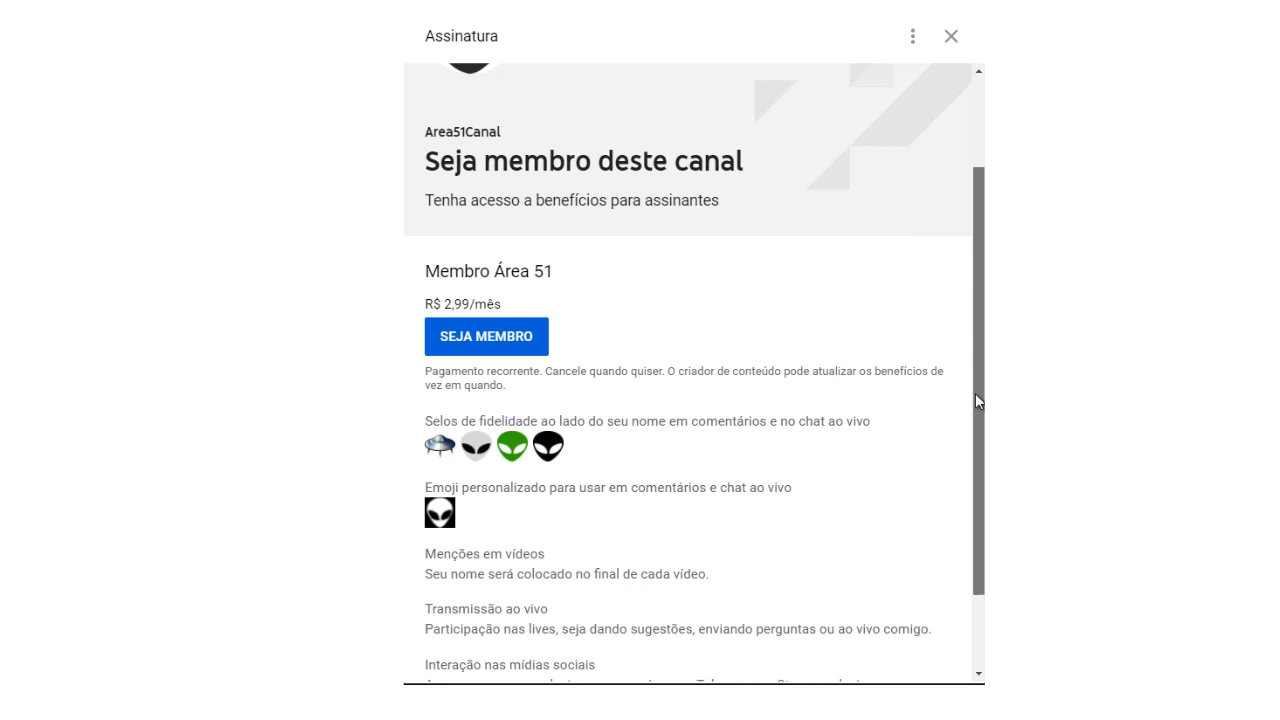 Assinatura
Area51Canal
Seja membro deste canal
Tenha acesso a benefícios para assinantes
Membro Área 51
R$ 2,99/mês
SEJA MEMBRO
Pagamento recorrente. Cancele quando quiser. O criador de conteúdo pode atualizar os benefícios de
vez em quando.
Selos de fidelidade ao lado do seu nome em comentários e no chat ao vivo
Emoji personalizado para usar em comentários e chat ao vivo
Menções em vídeos
Seu nome será colocado no final de cada vídeo.
Transmissão ao vivo
Participação nas lives, seja dando sugestões, enviando perguntas ou ao vivo comigo.
Interação nas mídias sociais